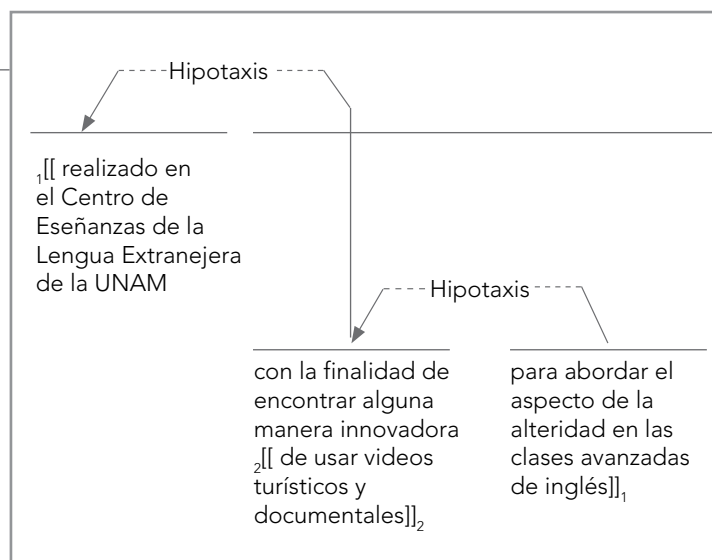 Hipotaxis
₁[[ realizado en
el Centro de
Eseñanzas de la
Lengua Extranejera
de la UNAM
Hipotaxis
con la finalidad de
encontrar alguna
manera innovadora
₂[[ de usar videos
turísticos y
documentales]]₂
para abordar el
aspecto de la
alteridad en las
clases avanzadas
de inglés]]₁